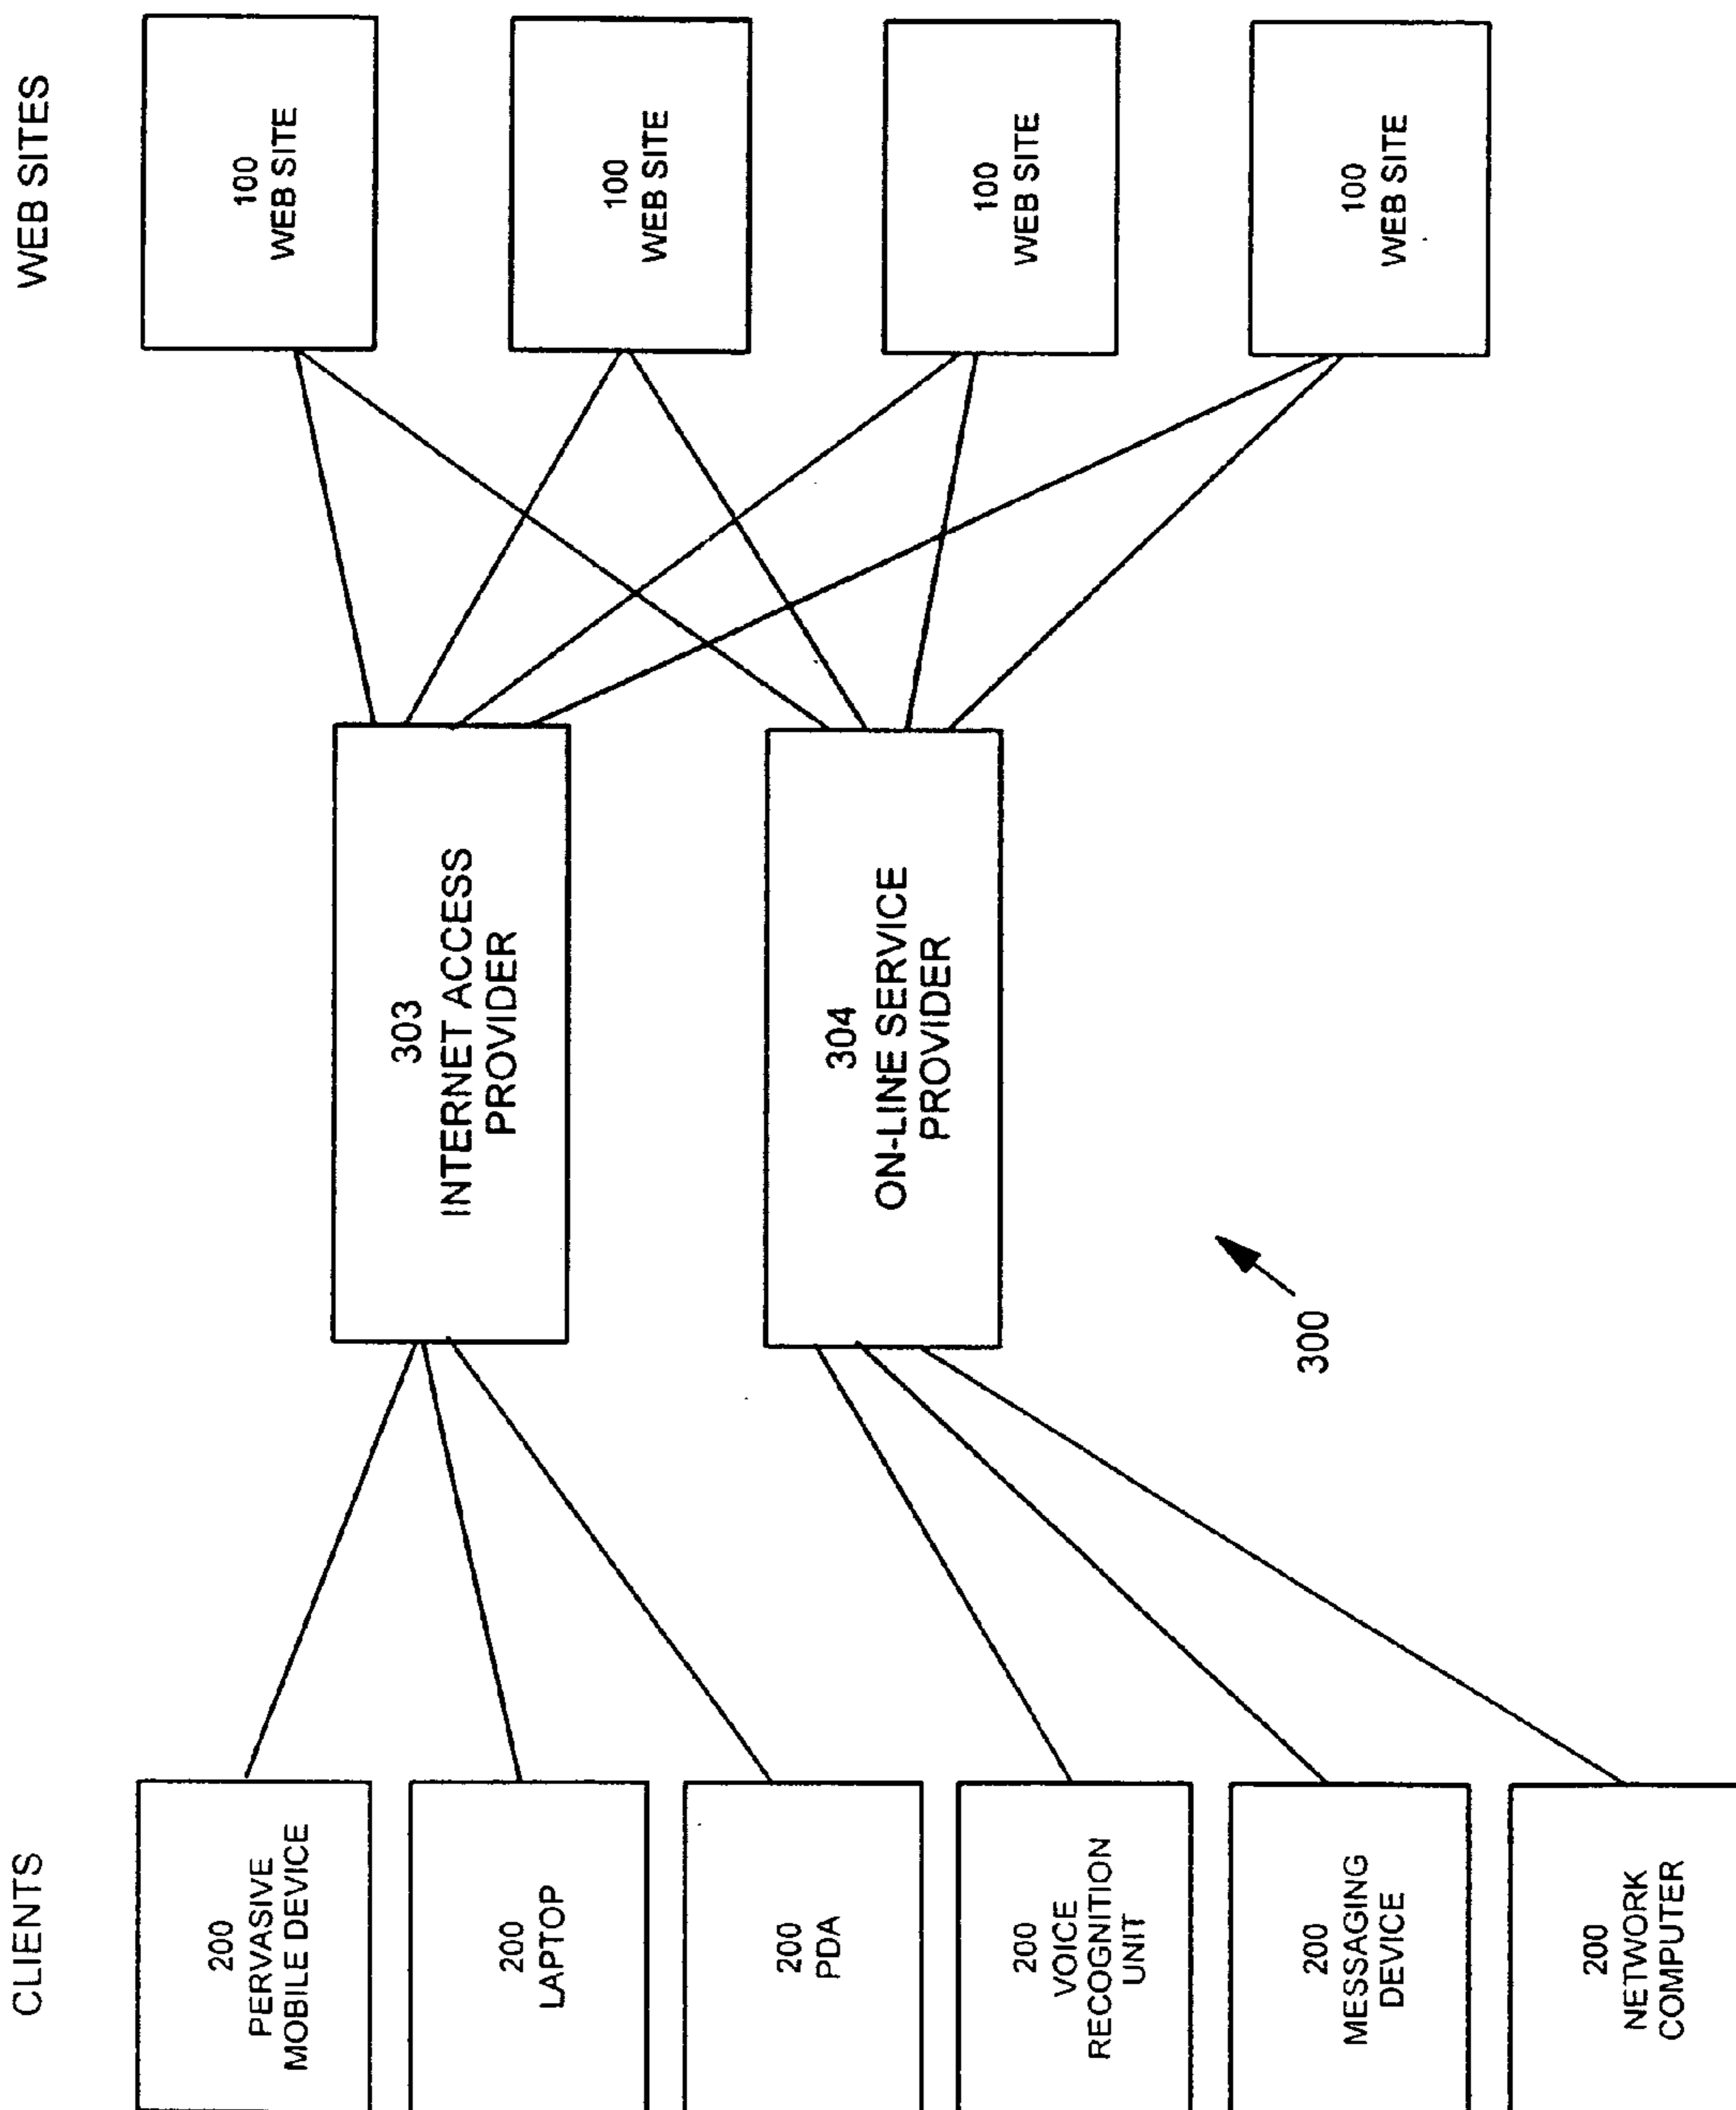 CLIENTS
WEB SITES
200
PERVASIVE
MOBILE DEVICE
200
LAPTOP
200
PDA
200
VOICE
RECOGNITION
UNIT
200
MESSAGING
DEVICE
200
NETWORK
COMPUTER
303
INTERNET ACCESS
PROVIDER
304
ON-LINE SERVICE
PROVIDER
300
100
WEB SITE
100
WEB SITE
100
WEB SITE
100
WEB SITE